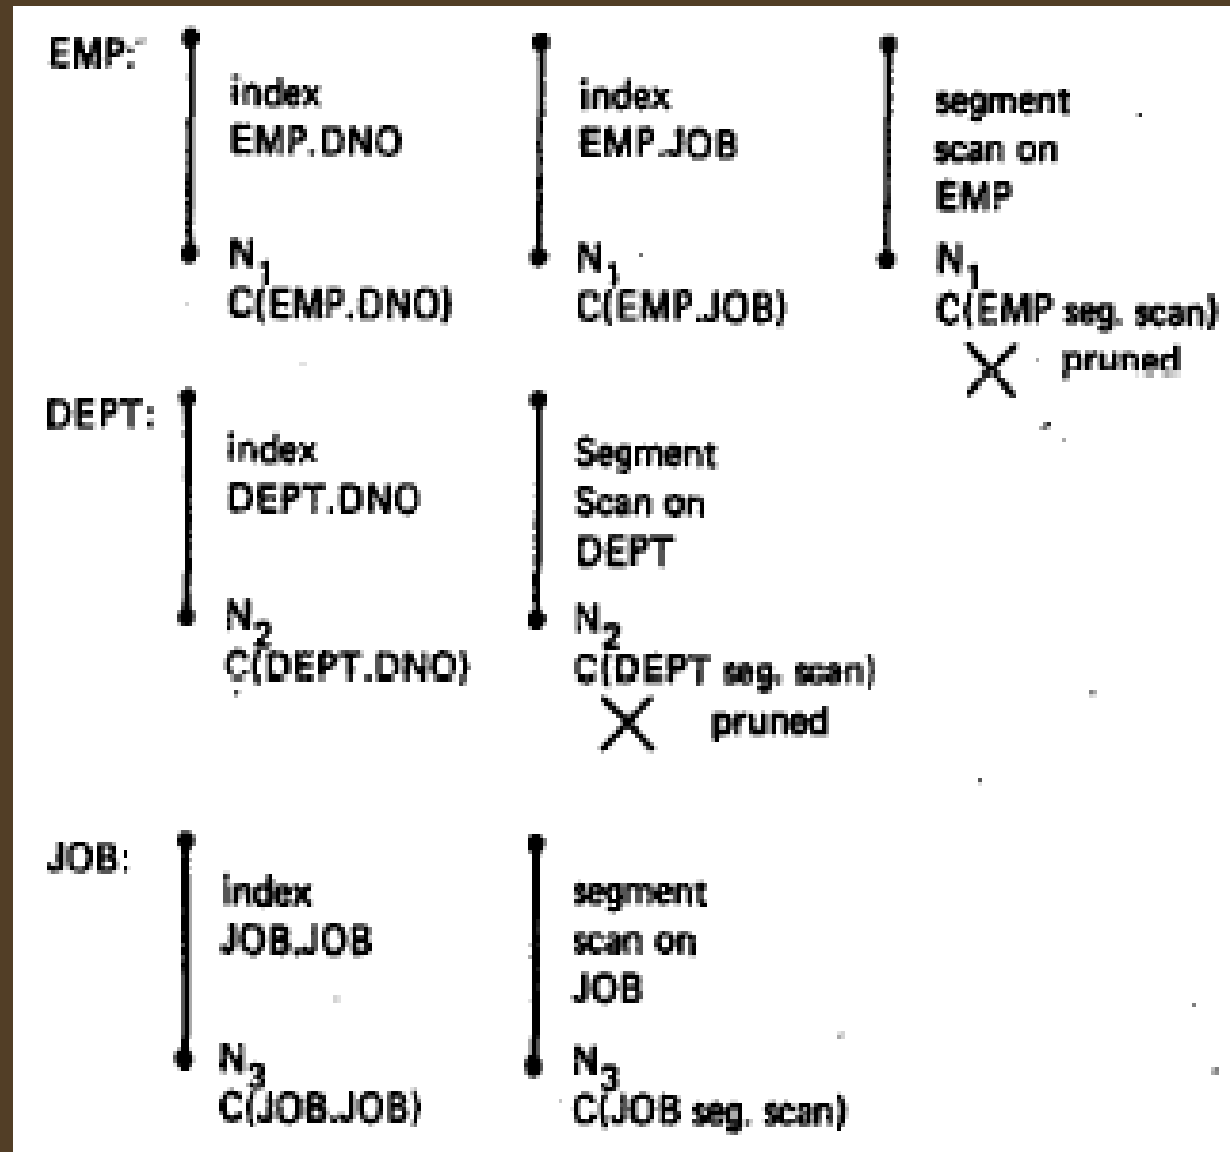 EMP:
index
EMP.DNO
N1
C(EMP.DNO)
index
EMP.JOB
N1
C(EMP.JOB)
segment
scan on
EMP
N1
C(EMP seg. scan)
pruned
DEPT:
index
DEPT.DNO
N2
C(DEPT.DNO)
Segment
Scan on
DEPT
N2
C(DEPT seg. scan)
pruned
JOB:
index
JOB.JOB
N3
C(JOB.JOB)
segment
scan on
JOB
N3
C(JOB seg. scan)